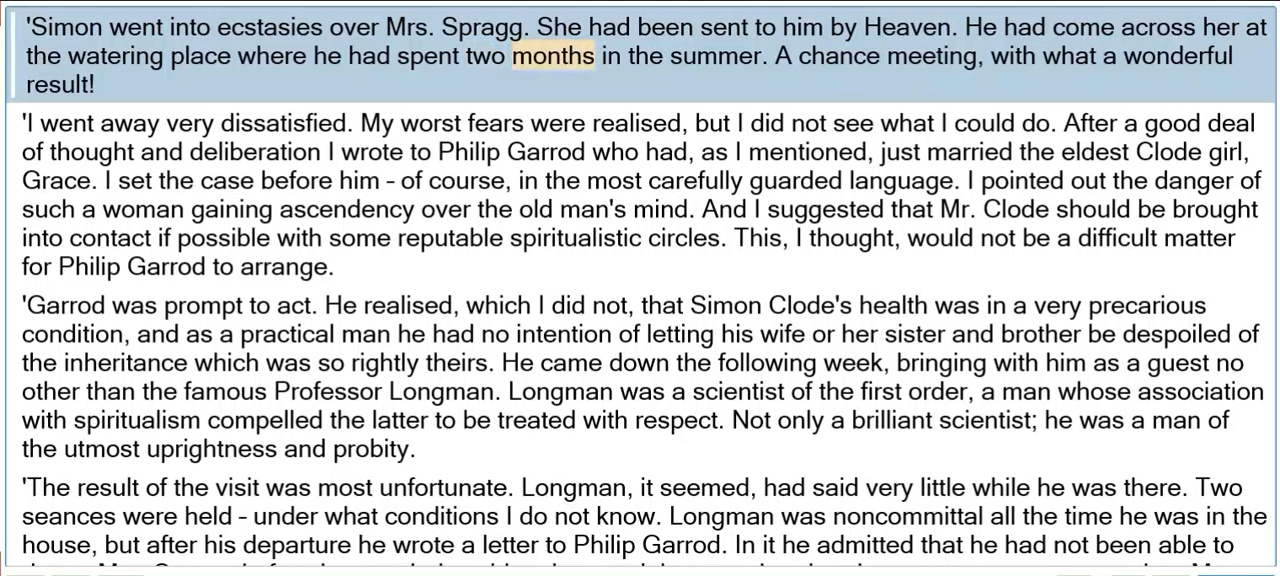 'Simon went into ecstasies over Mrs. Spragg. She had been sent to him by Heaven. He had come across her at
the watering place where he had spent two months in the summer. A chance meeting, with what a wonderful
result!
'I went away very dissatisfied. My worst fears were realised, but I did not see what I could do. After a good deal
of thought and deliberation I wrote to Philip Garrod who had, as I mentioned, just married the eldest Clode girl,
Grace. I set the case before him - of course, in the most carefully guarded language. I pointed out the danger of
such a woman gaining ascendency over the old man's mind. And I suggested that Mr. Clode should be brought
into contact if possible with some reputable spiritualistic circles. This, I thought, would not be a difficult matter
for Philip Garrod to arrange.
'Garrod was prompt to act. He realised, which I did not, that Simon Clode's health was in a very precarious
condition, and as a practical man he had no intention of letting his wife or her sister and brother be despoiled of
the inheritance which was so rightly theirs. He came down the following week, bringing with him as a guest no
other than the famous Professor Longman. Longman was a scientist of the first order, a man whose association
with spiritualism compelled the latter to be treated with respect. Not only a brilliant scientist; he was a man of
the utmost uprightness and probity.
'The result of the visit was most unfortunate. Longman, it seemed, had said very little while he was there. Two
seances were held - under what conditions I do not know. Longman was noncommittal all the time he was in the
house, but after his departure he wrote a letter to Philip Garrod. In it he admitted that he had not been able to